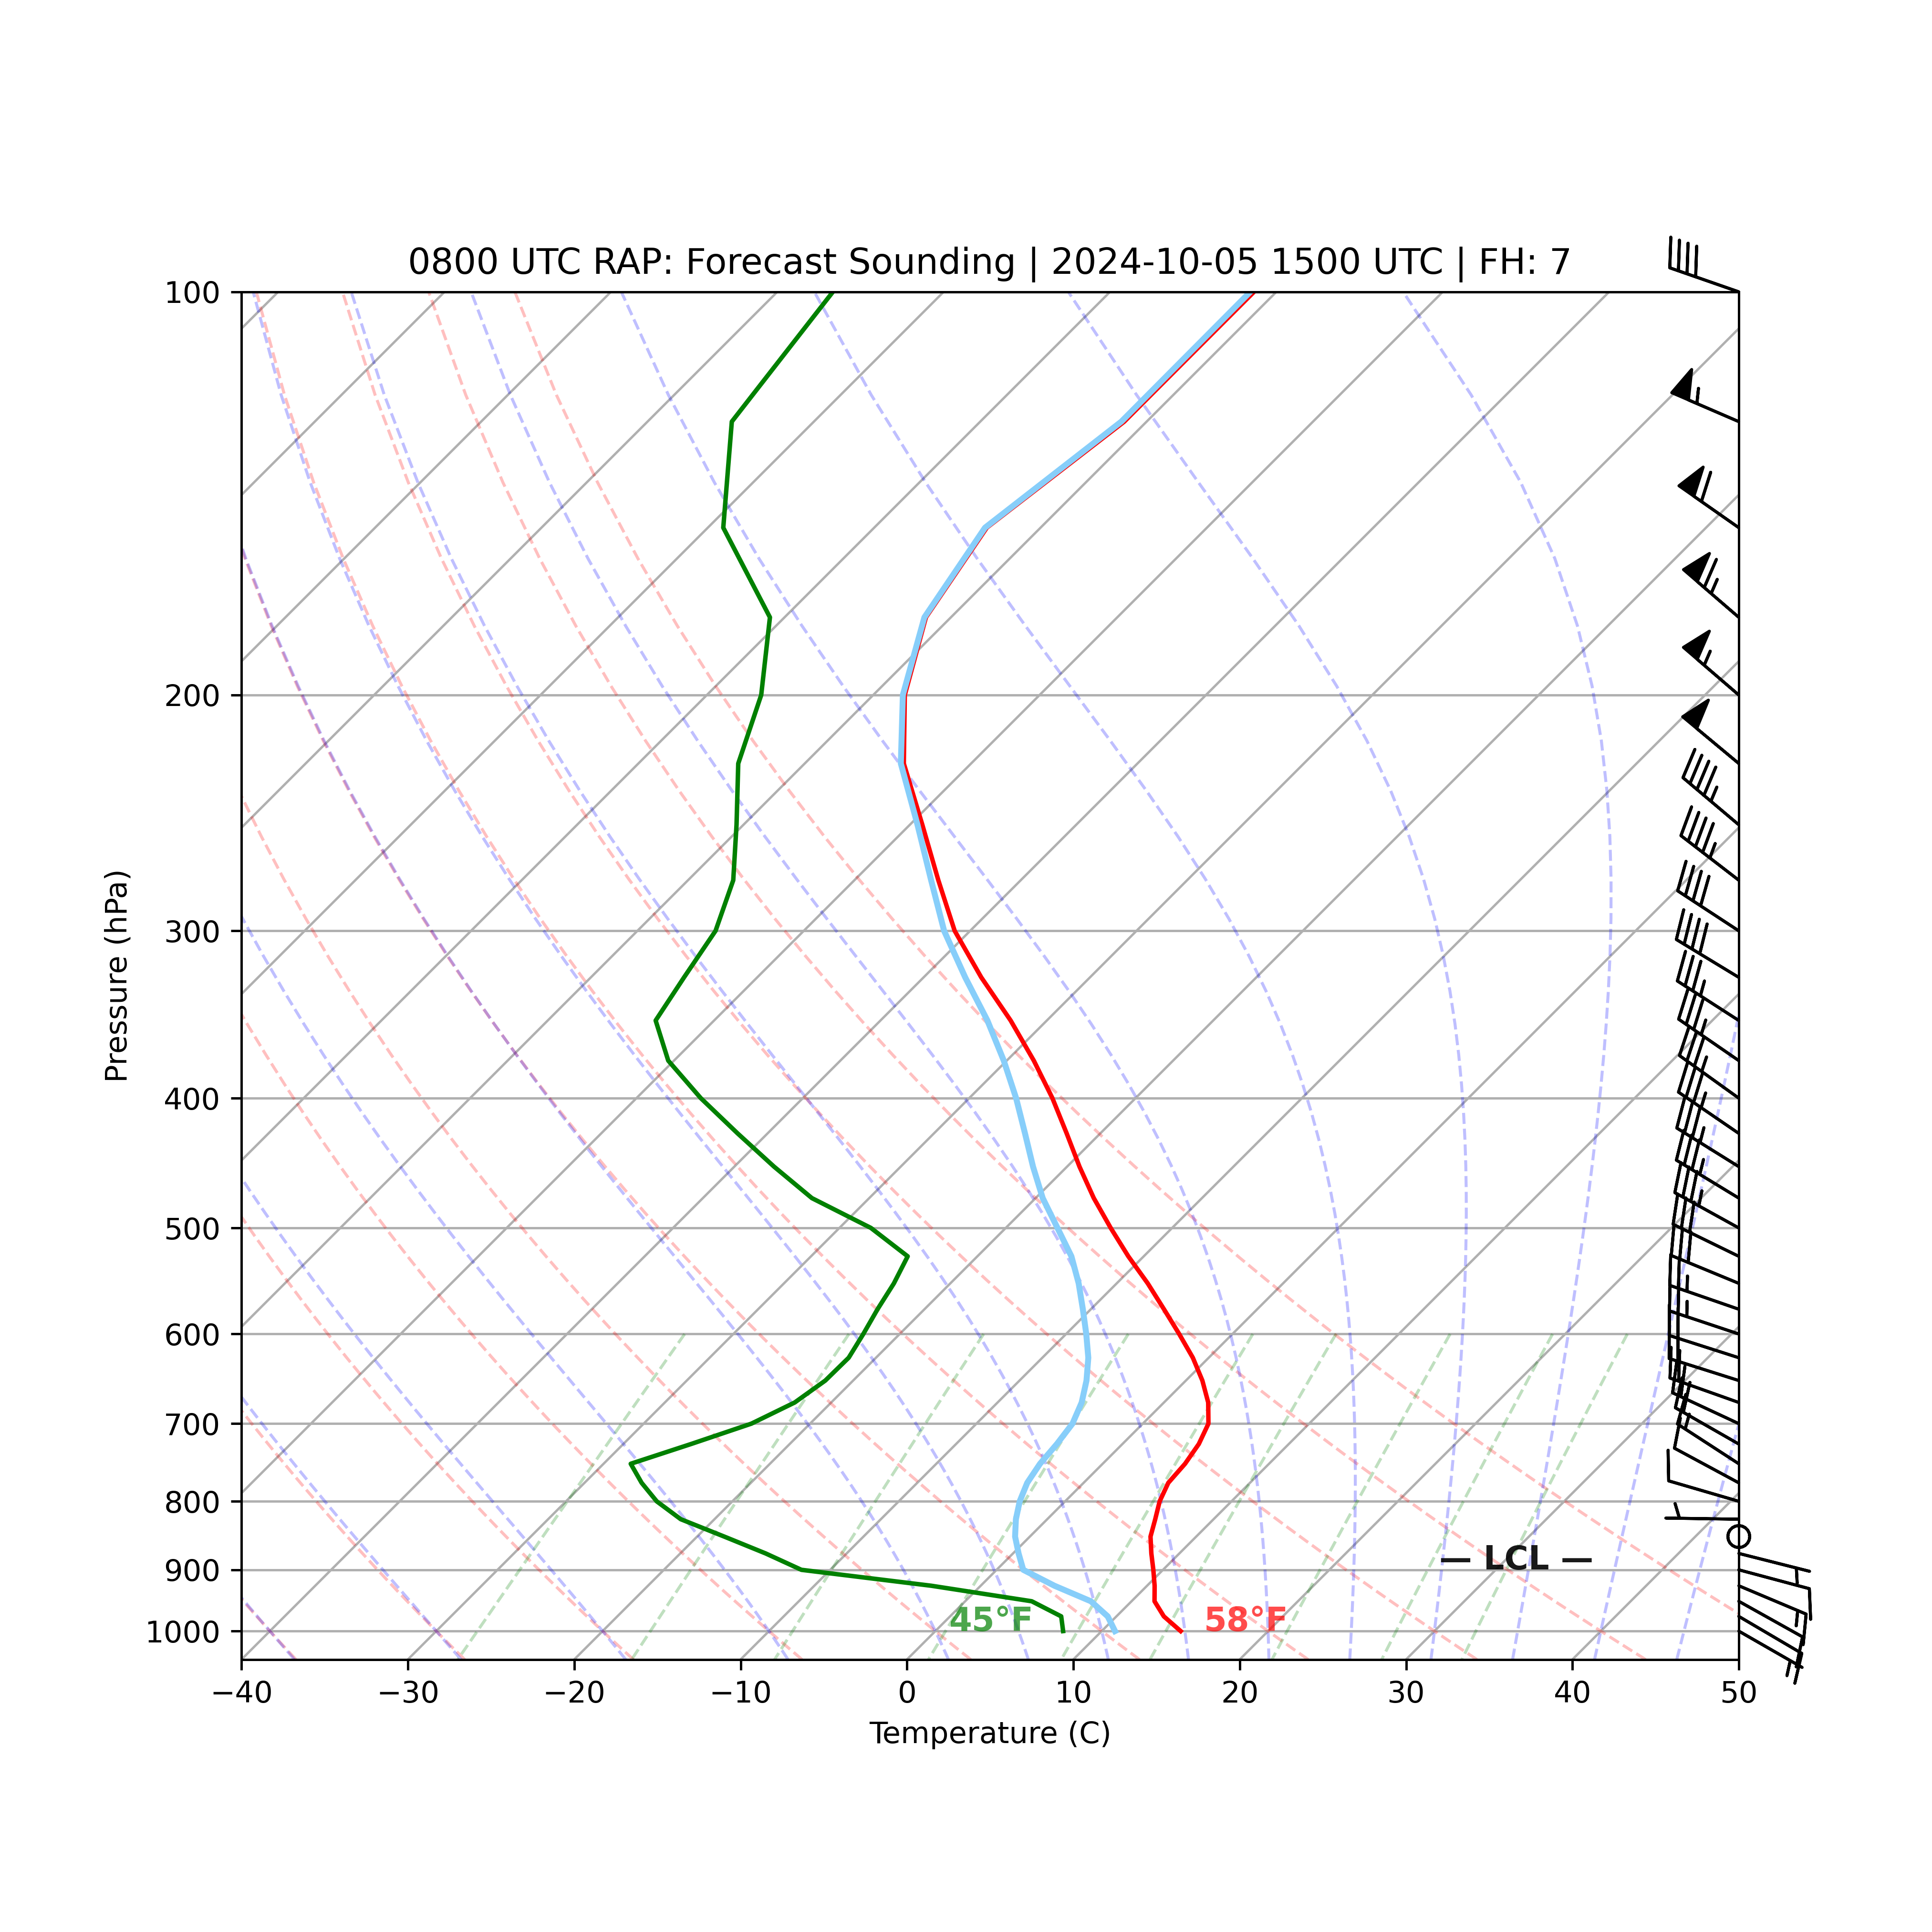 0800 UTC RAP: Forecast Sounding | 2024-10-05 1500 UTC | FH: 7
100
200
300
400
500
600
700
800
900
1000
Pressure (hPa)
— LCL —
45°F
58°F
−40 −30 −20 −10 0 10 20 30 40 50
Temperature (C)